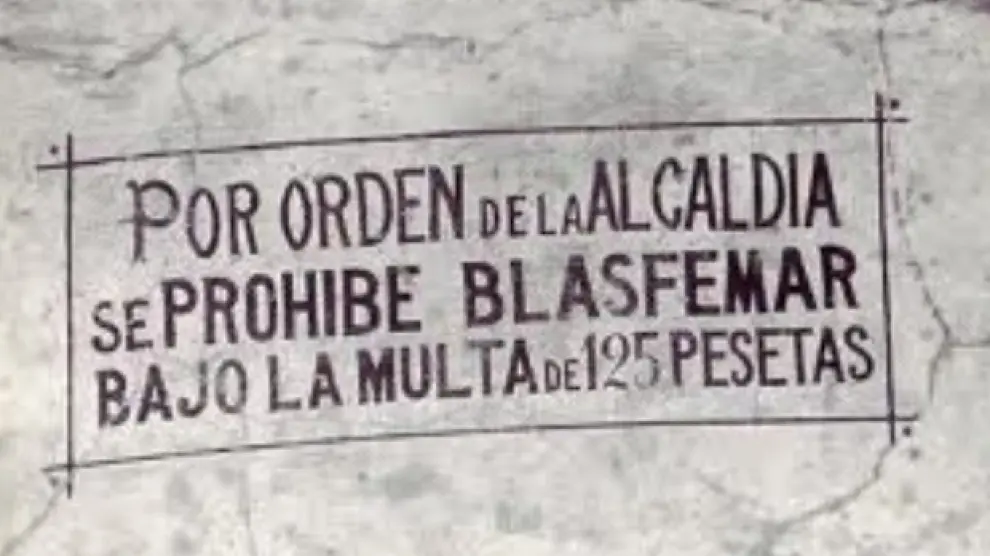 POR ORDEN DE LA ALCALDIA
SE PROHIBE BLASFEMAR
BAJO LA MULTA DE 125 PESETAS